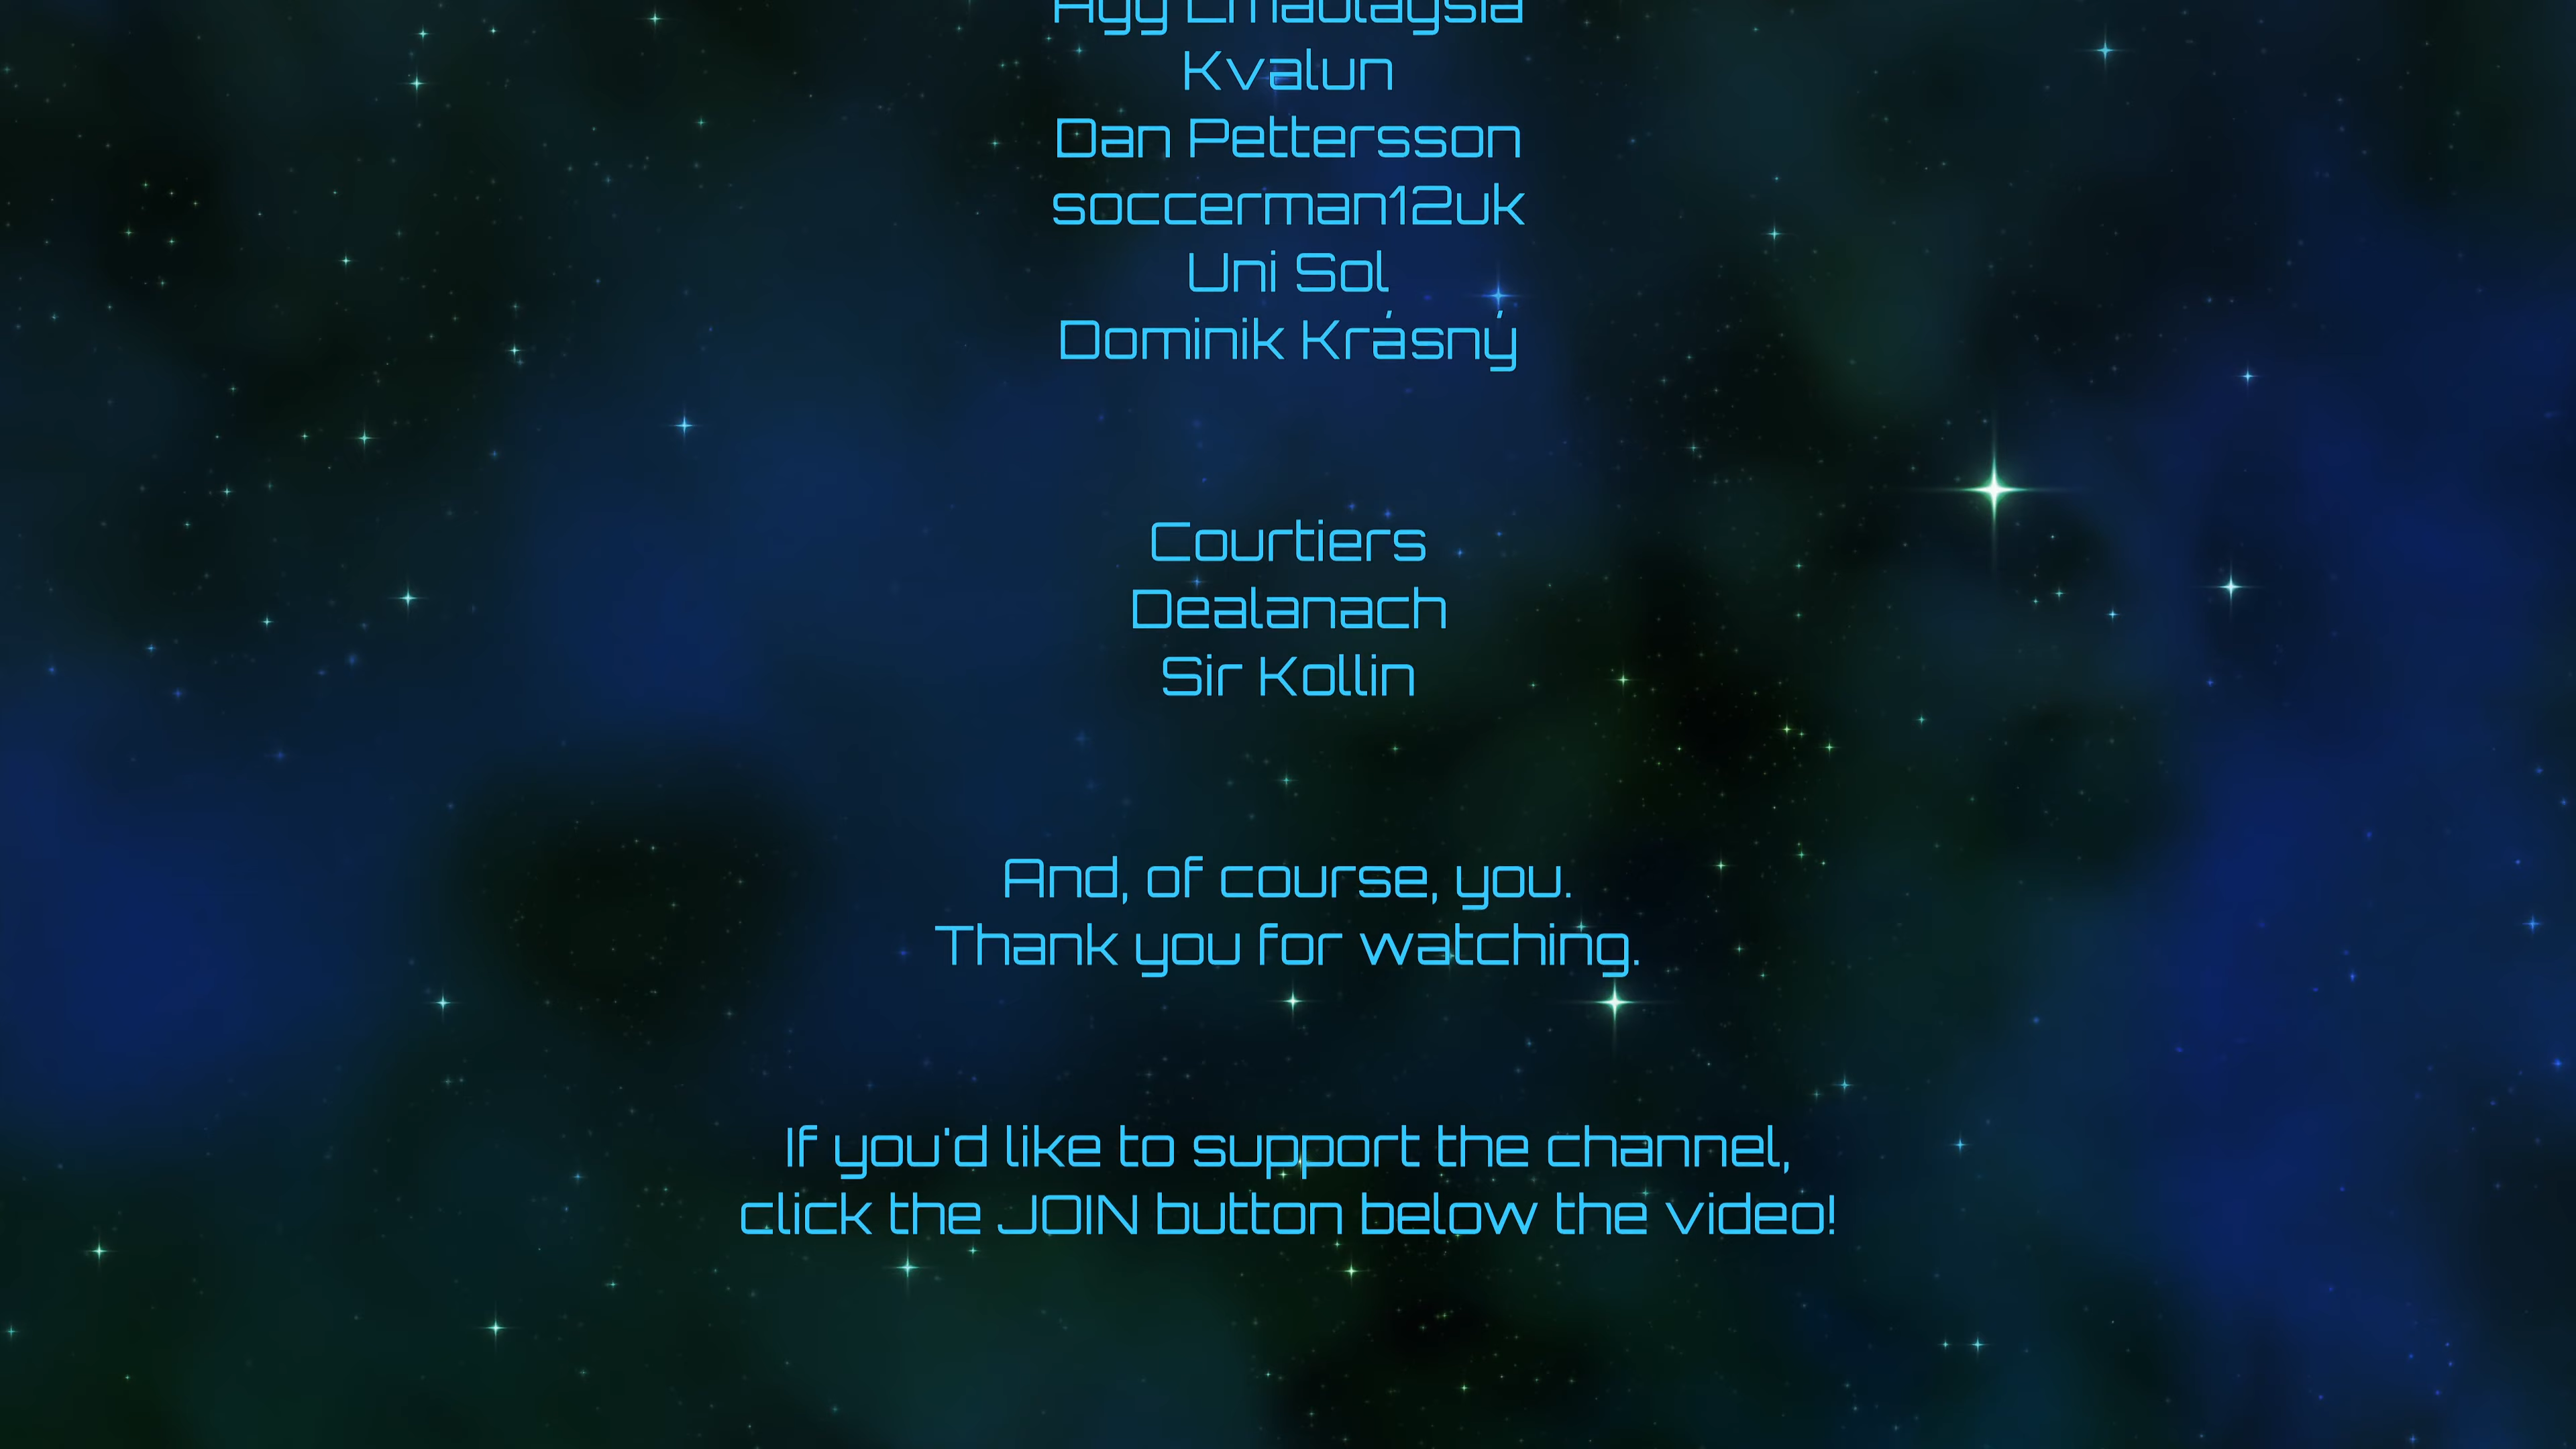 Kvalun
Dan Pettersson
soccerman12uk
Uni Sol
Dominik Krásný
Courtiers
Dealanach
Sir Kollin
And, of course, you.
Thank you for watching.
If you'd like to support the channel,
click the JOIN button below the video!